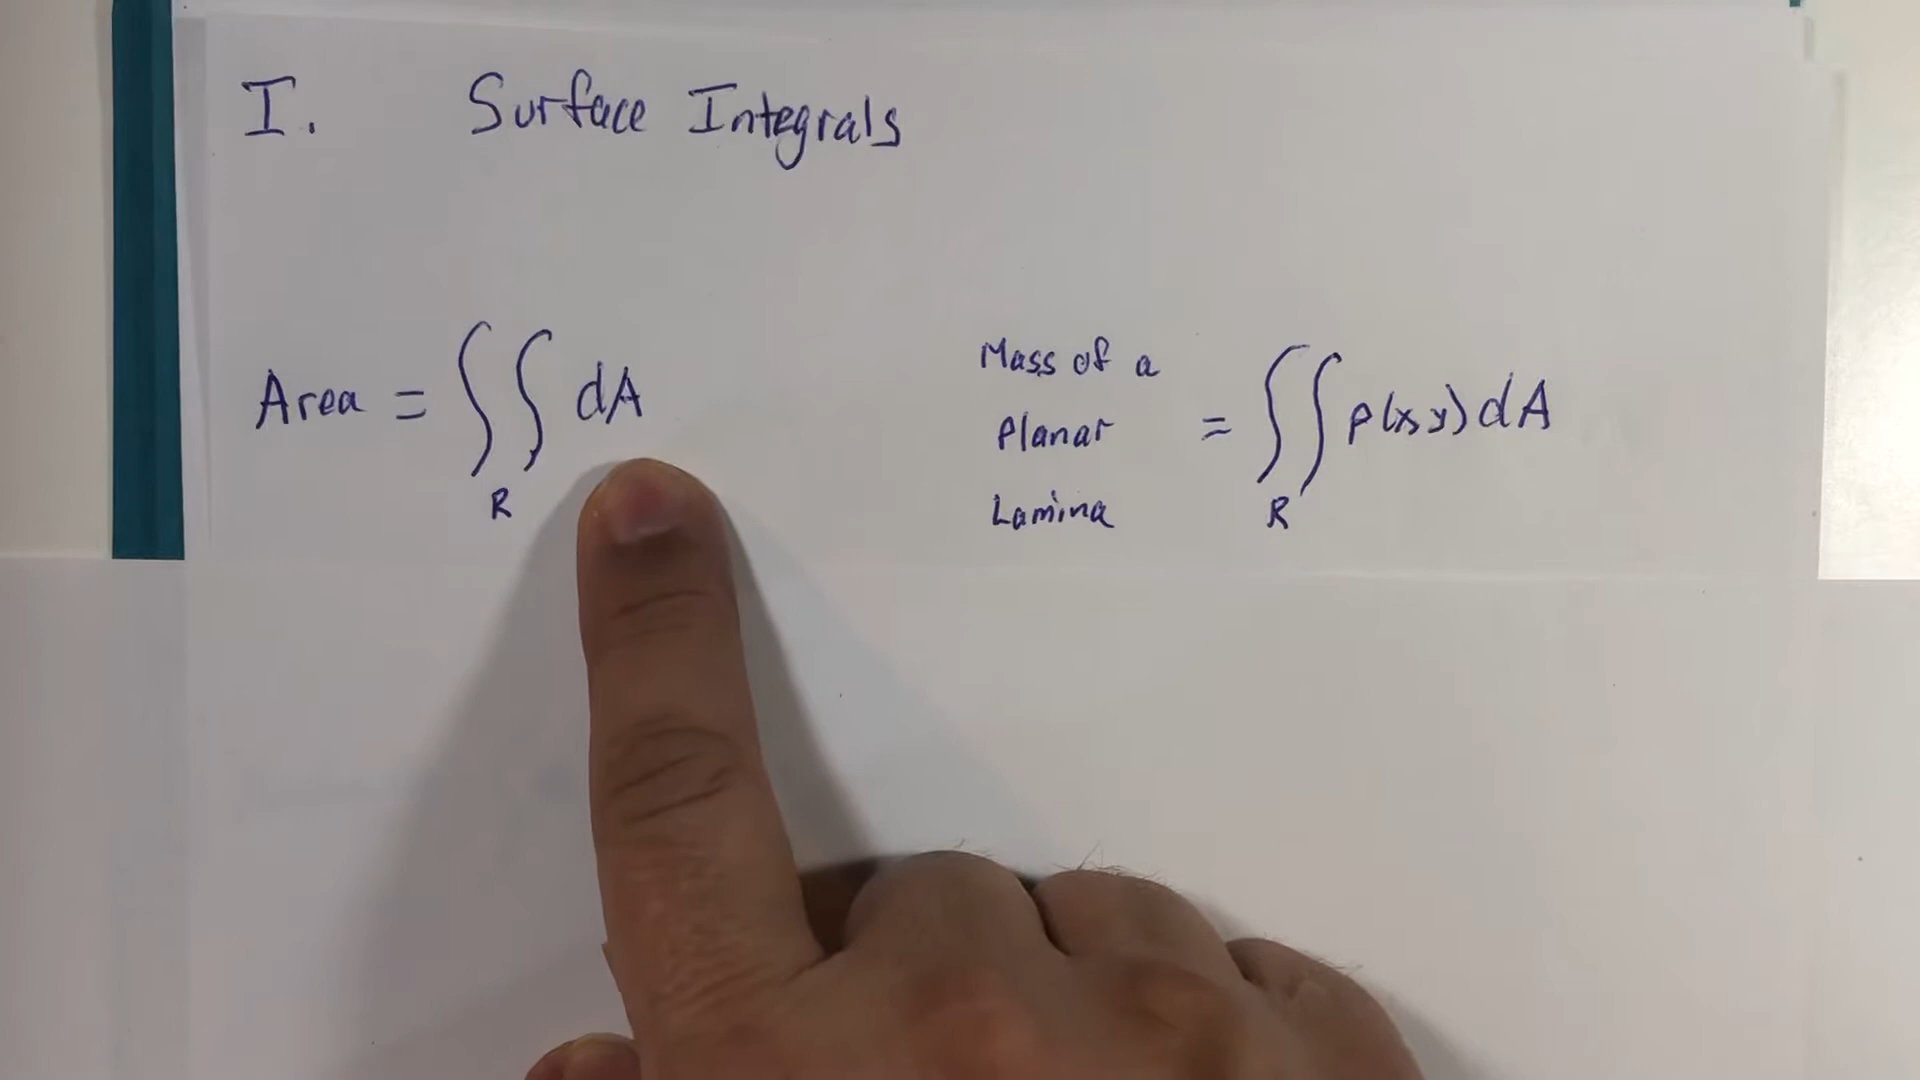 I. Surface Integrals
Area = ∬ dA
R
Mass of a
Planar
Lamina
= ∬ ρ(x,y) dA
R